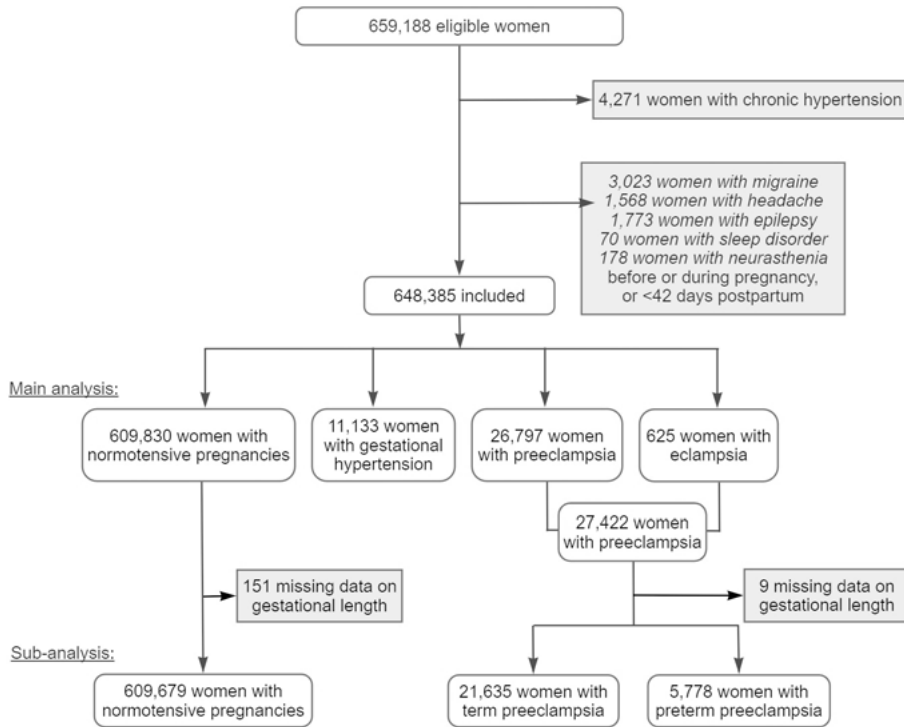 659,188 eligible women
4,271 women with chronic hypertension
3,023 women with migraine
1,568 women with headache
1,773 women with epilepsy
70 women with sleep disorder
178 women with neurasthenia
before or during pregnancy,
or <42 days postpartum
648,385 included
Main analysis:
609,830 women with
normotensive pregnancies
11,133 women
with gestational
hypertension
26,797 women
with preeclampsia
625 women with
eclampsia
27,422 women
with preeclampsia
151 missing data on
gestational length
9 missing data on
gestational length
Sub-analysis:
609,679 women with
normotensive pregnancies
21,635 women with
term preeclampsia
5,778 women with
preterm preeclampsia